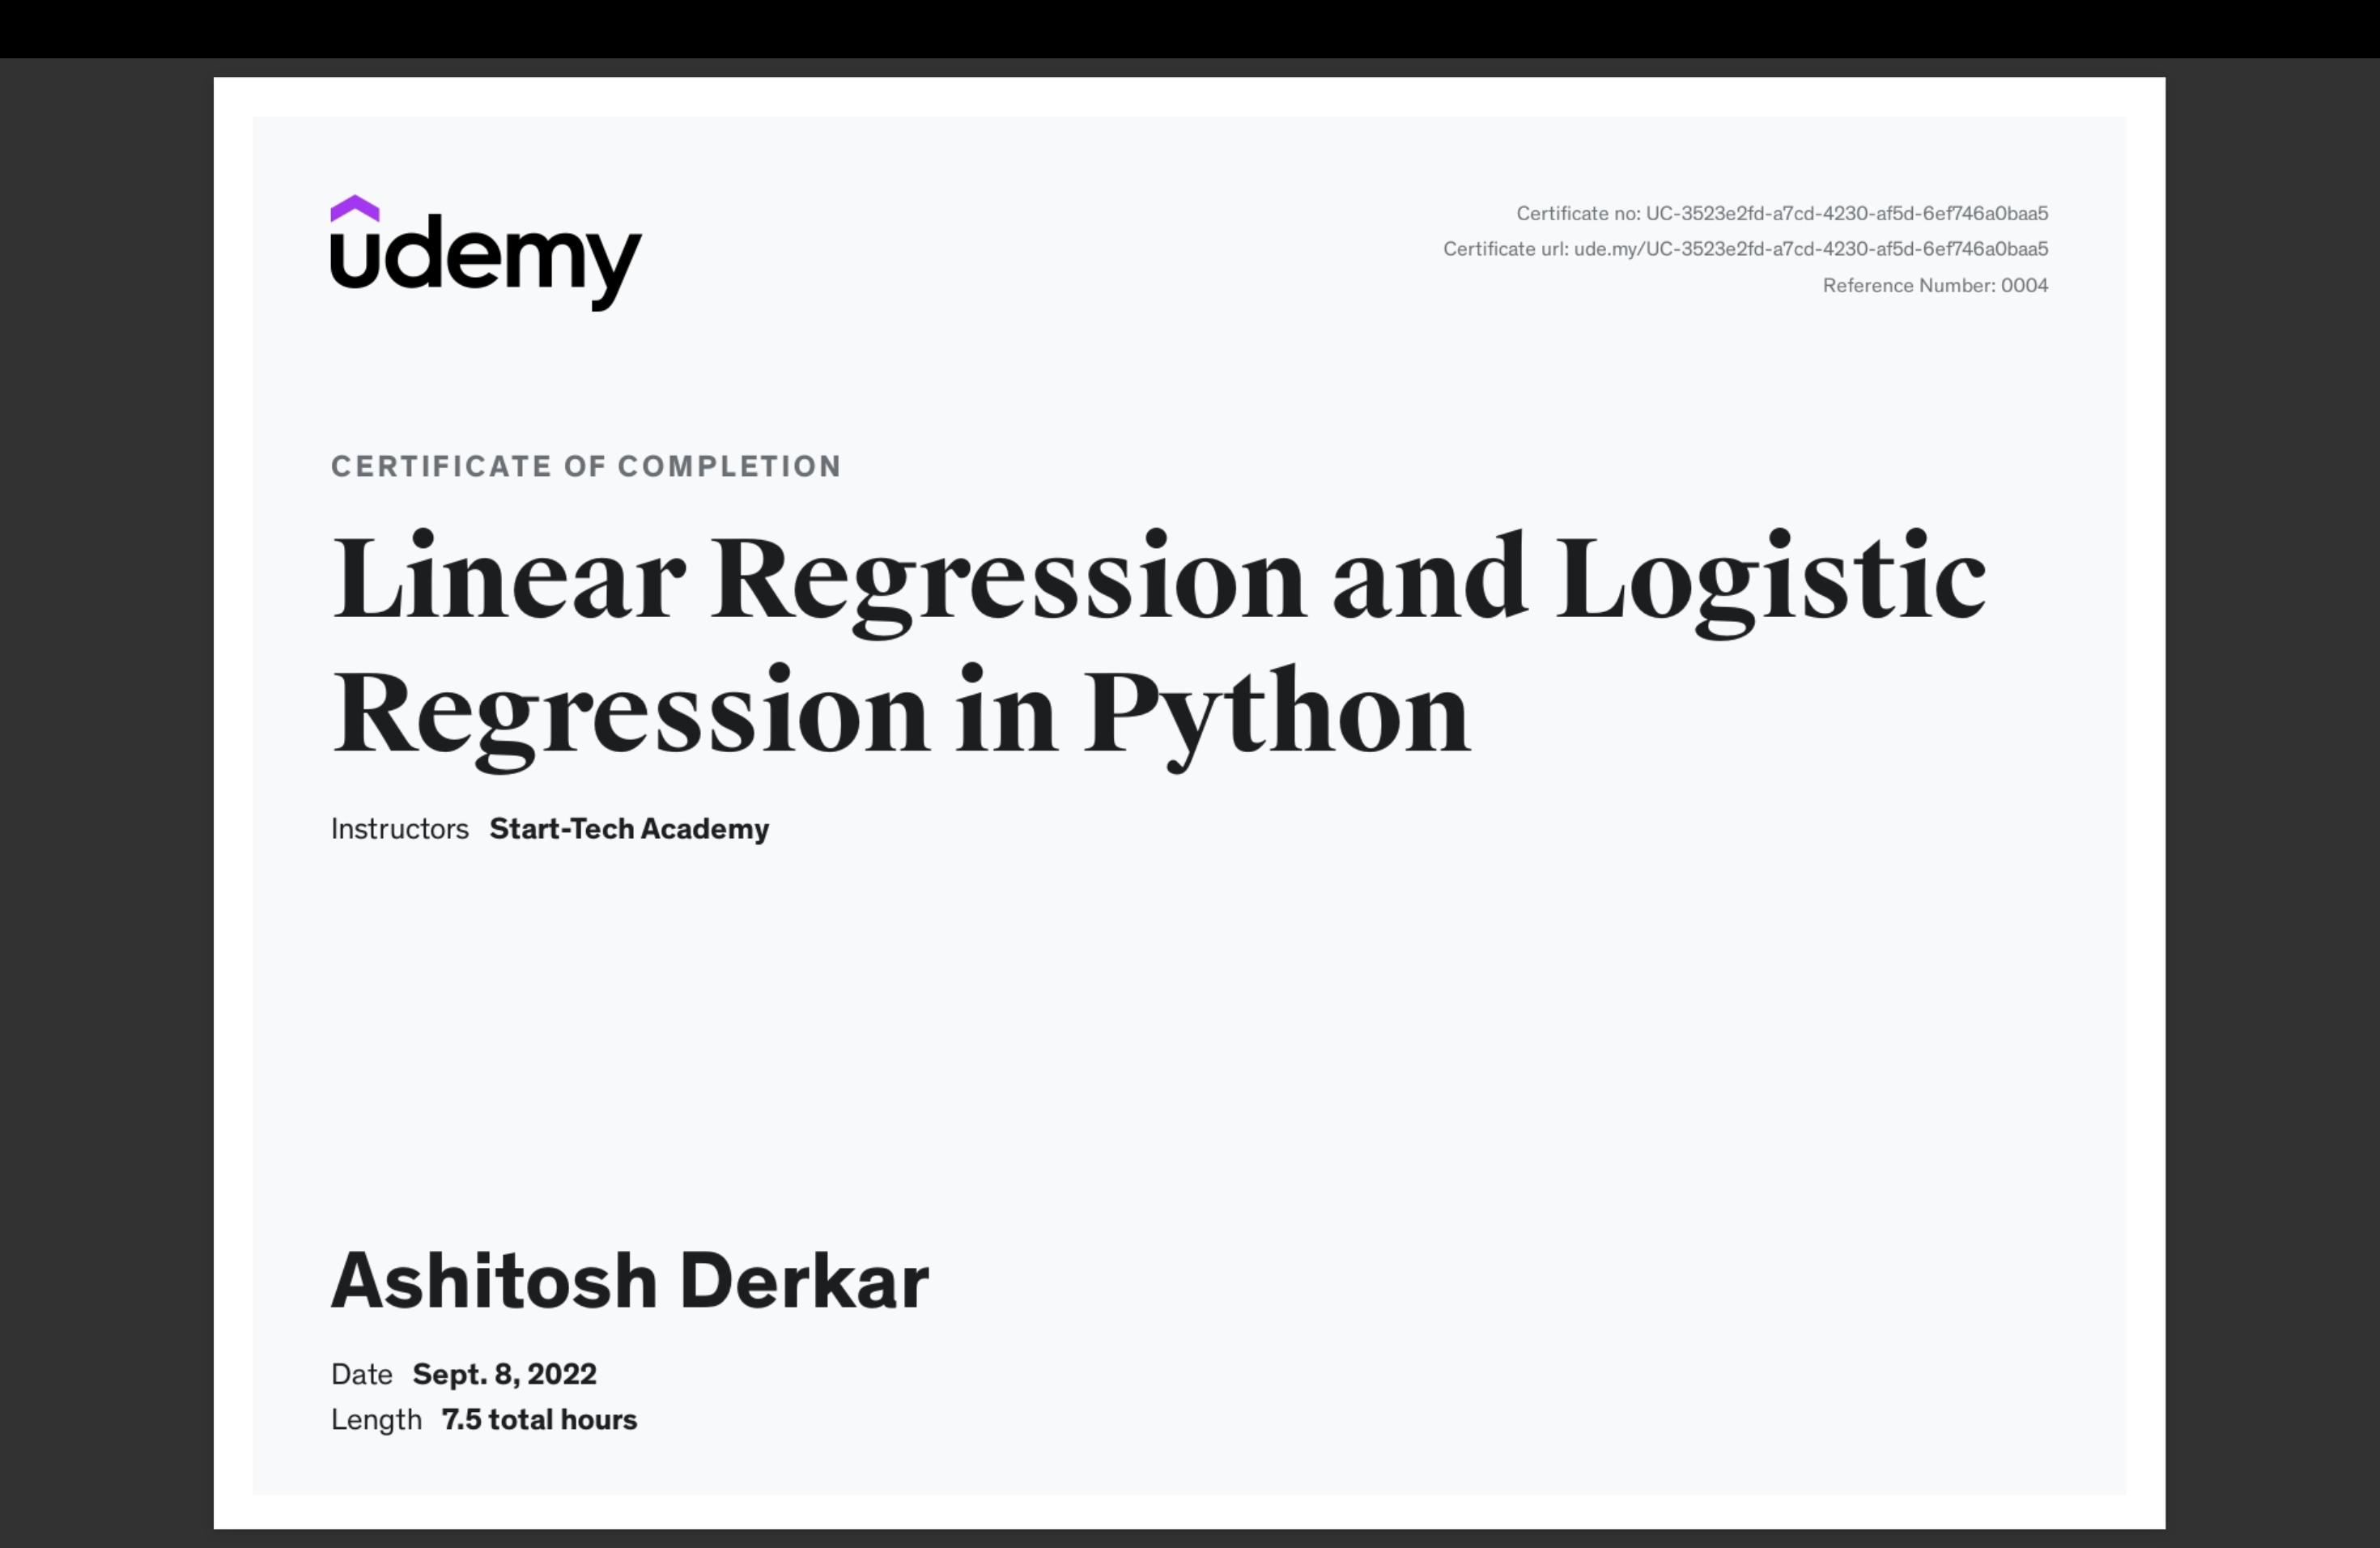 udemy
Certificate no: UC-3523e2fd-a7cd-4230-af5d-6ef746a0baa5
Certificate url: ude.my/UC-3523e2fd-a7cd-4230-af5d-6ef746a0baa5
Reference Number: 0004
CERTIFICATE OF COMPLETION
Linear Regression and Logistic
Regression in Python
Instructors Start-Tech Academy
Ashitosh Derkar
Date Sept. 8, 2022
Length 7.5 total hours